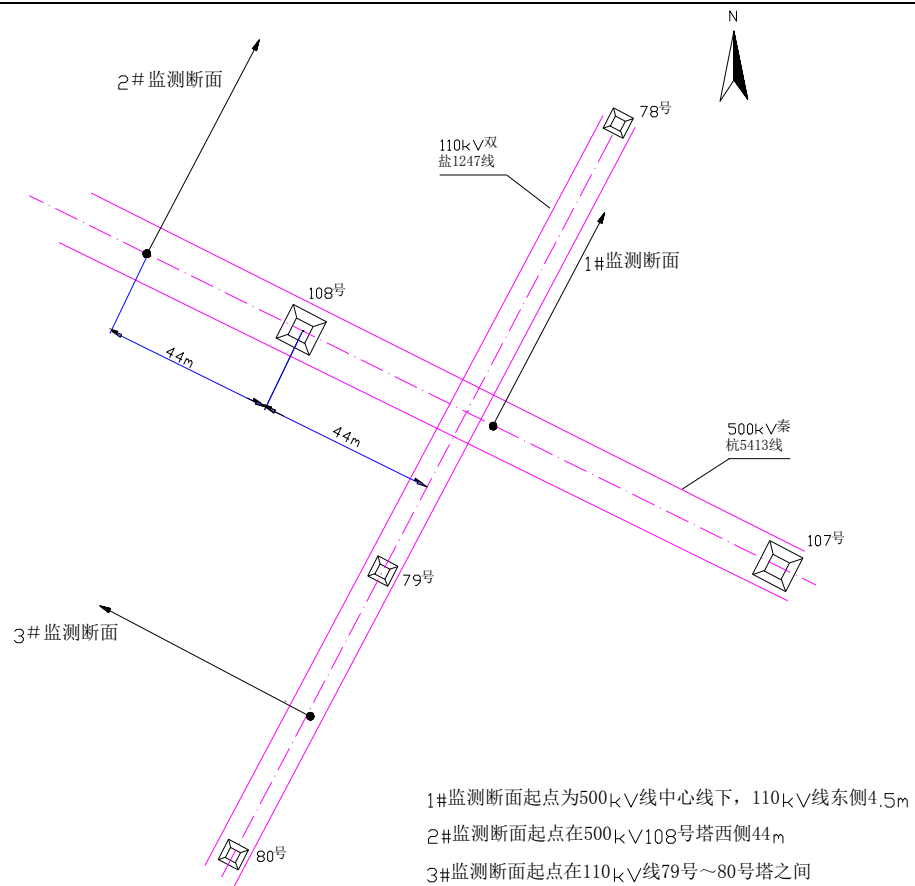 N
2#监测断面
78号
110kV双
盐1247线
1#监测断面
108号
44m
44m
500kV秦
杭5413线
107号
79号
3#监测断面
80号
1#监测断面起点为500kV线中心线下，110kV线东侧4.5m
2#监测断面起点在500kV108号塔西侧44m
3#监测断面起点在110kV线79号～80号塔之间